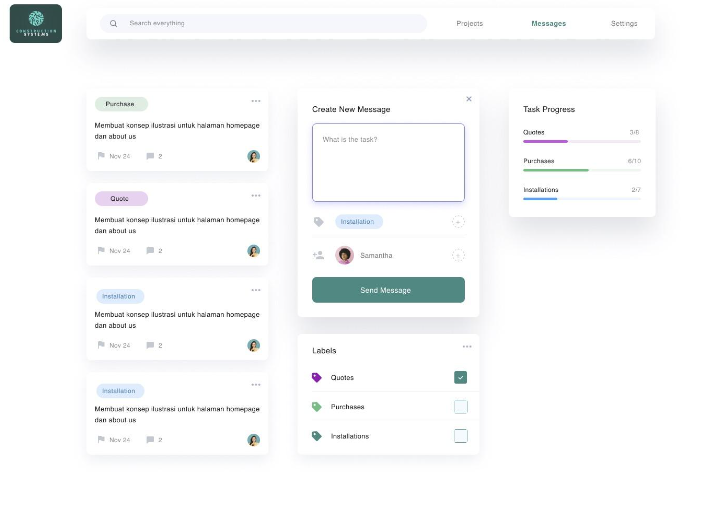 CONSTRUCTION
SYSTEMS
Search everything
Projects
Messages
Settings
Purchase
Membuat konsep ilustrasi untuk halaman homepage
dan about us
Nov 24
2
Quote
Membuat konsep ilustrasi untuk halaman homepage
dan about us
Nov 24
2
Installation
Membuat konsep ilustrasi untuk halaman homepage
dan about us
Nov 24
2
Installation
Membuat konsep ilustrasi untuk halaman homepage
dan about us
Nov 24
2
Create New Message
What is the task?
Installation
Samantha
Send Message
Labels
Quotes
Purchases
Installations
Task Progress
Quotes 3/8
Purchases 6/10
Installations 2/7